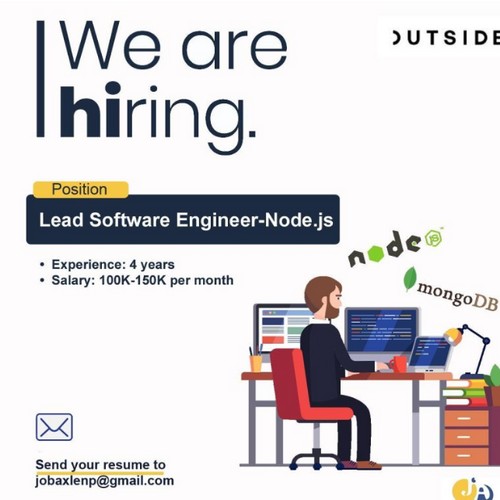 We are
hiring.
OUTSIDE
Position
Lead Software Engineer-Node.js
• Experience: 4 years
• Salary: 100K-150K per month
node
JS
mongoDB
Send your resume to
jobaxlenp@gmail.com